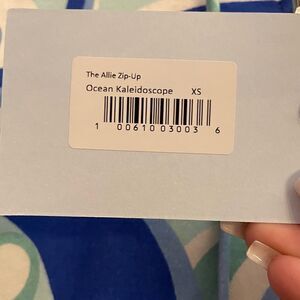 The Allie Zip-Up
Ocean Kaleidoscope XS
1 00610 03003 6